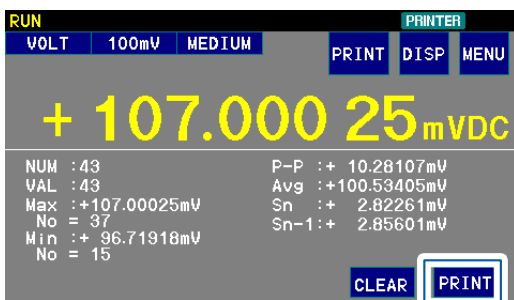 RUN PRINTER
VOLT 100mV MEDIUM PRINT DISP MENU
+ 107.000 25 mVDC
NUM :43
VAL :43
Max :+107.00025mV
No = 37
Min :+ 96.71918mV
No = 15
P-P :+ 10.28107mV
Avg :+100.53405mV
Sn :+ 2.82261mV
Sn-1:+ 2.85601mV
CLEAR PRINT